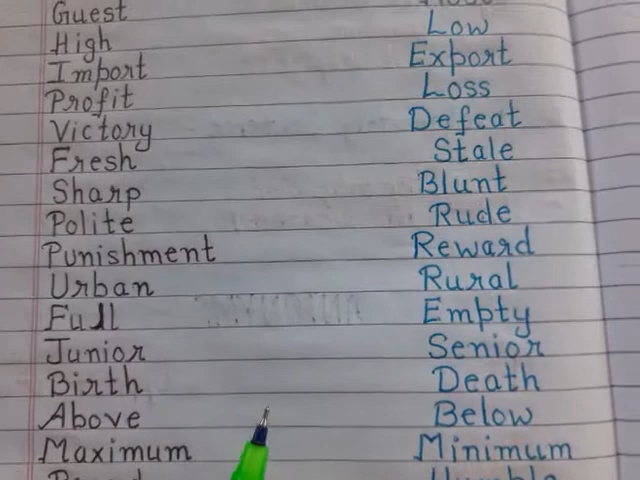 Guest
High Low
Import Export
Profit Loss
Victory Defeat
Fresh Stale
Sharp Blunt
Polite Rude
Punishment Reward
Urban Rural
Full Empty
Junior Senior
Birth Death
Above Below
Maximum Minimum
Humble